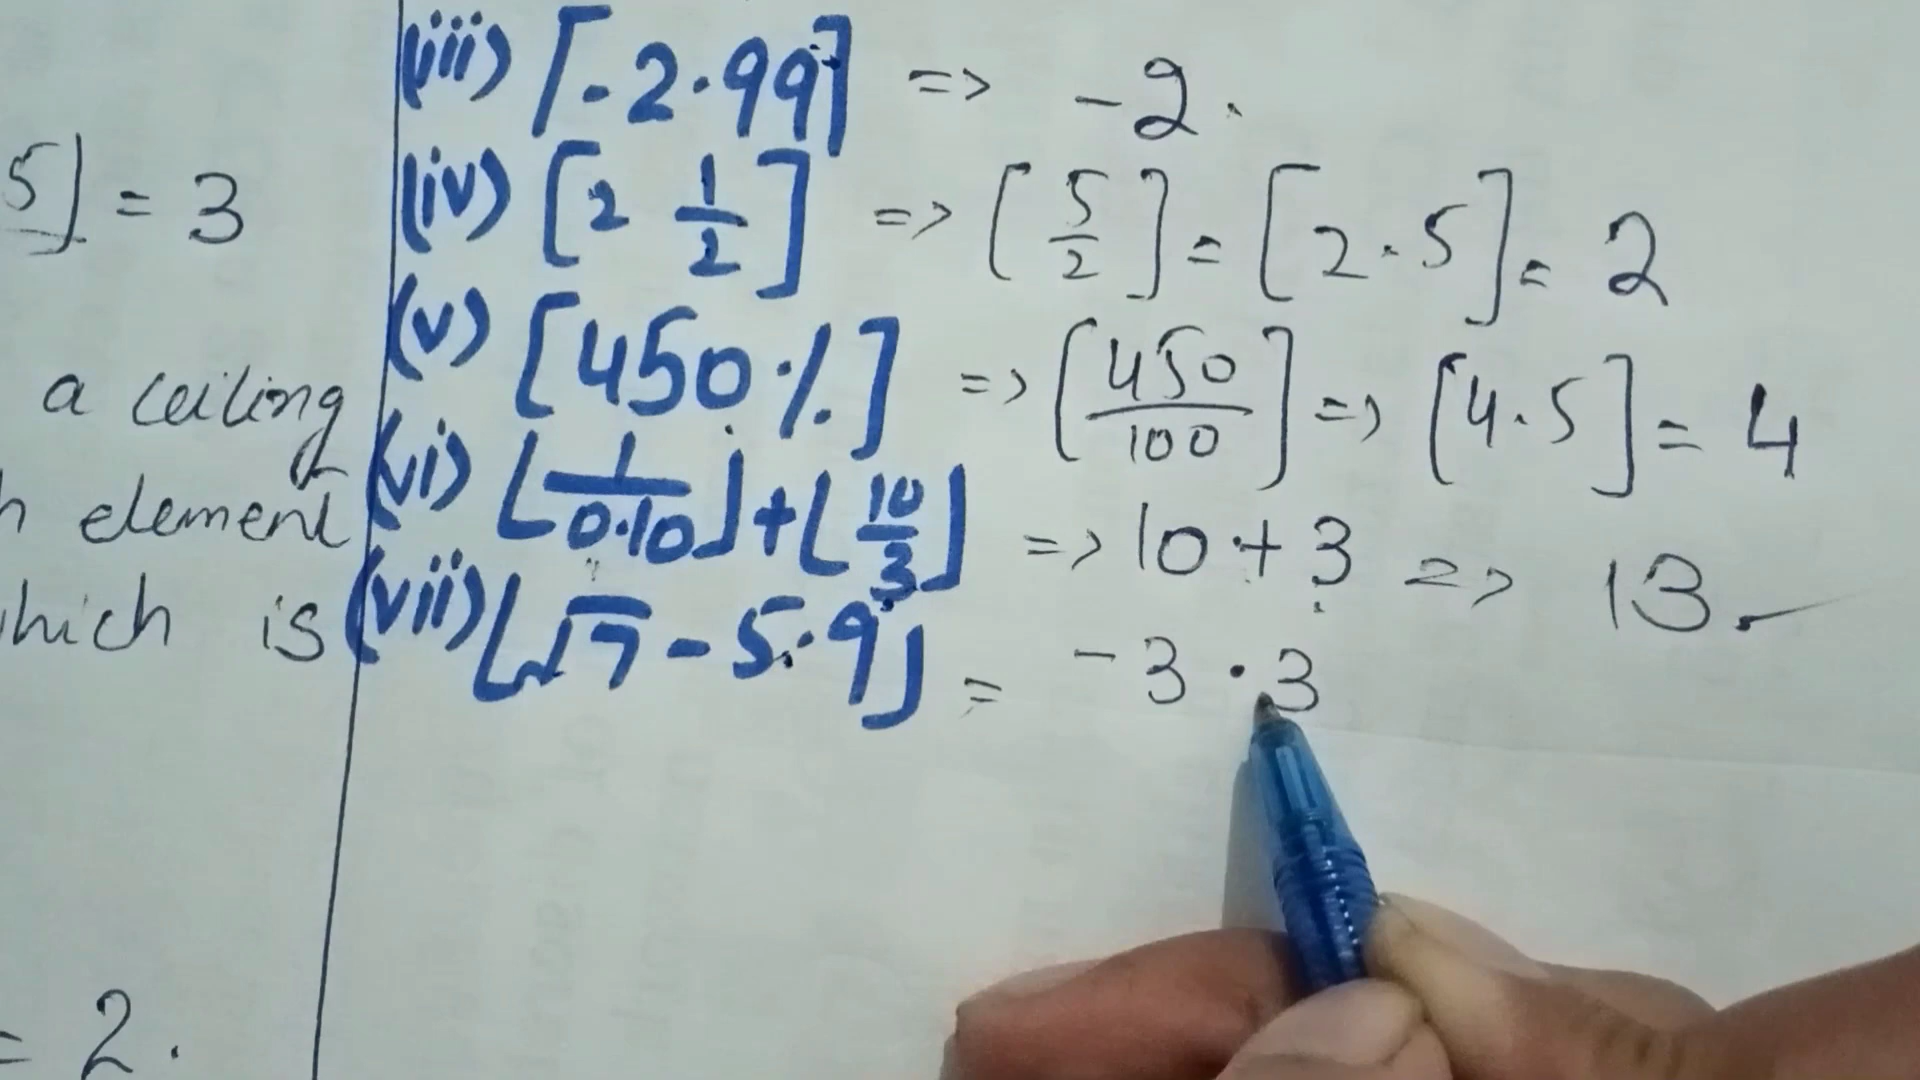 (iii) ⌈-2.99⌉ => -2.
5⌋ = 3
(iv) [2 1/2] => [5/2] = [2.5] = 2
(v) [450%] => [450/100] => [4.5] = 4
a ceiling
(vi) ⌊1/0.10⌋+⌊10/3⌋ => 10 + 3 => 13.
element
(vii) ⌊√7 - 5.9⌋ = -3.3
which is
= 2.